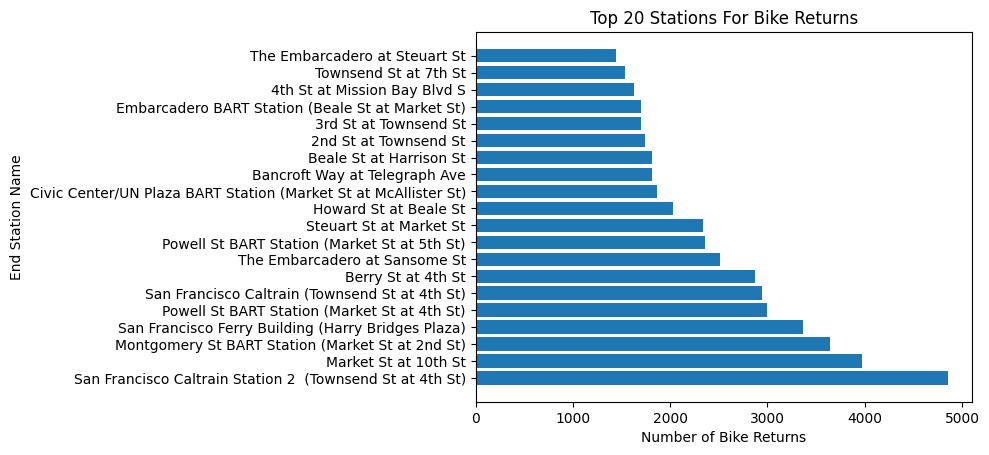 Top 20 Stations For Bike Returns
The Embarcadero at Steuart St
Townsend St at 7th St
4th St at Mission Bay Blvd S
Embarcadero BART Station (Beale St at Market St)
3rd St at Townsend St
2nd St at Townsend St
Beale St at Harrison St
Bancroft Way at Telegraph Ave
Civic Center/UN Plaza BART Station (Market St at McAllister St)
Howard St at Beale St
Steuart St at Market St
Powell St BART Station (Market St at 5th St)
The Embarcadero at Sansome St
Berry St at 4th St
San Francisco Caltrain (Townsend St at 4th St)
Powell St BART Station (Market St at 4th St)
San Francisco Ferry Building (Harry Bridges Plaza)
Montgomery St BART Station (Market St at 2nd St)
Market St at 10th St
San Francisco Caltrain Station 2  (Townsend St at 4th St)
End Station Name
0 1000 2000 3000 4000 5000
Number of Bike Returns